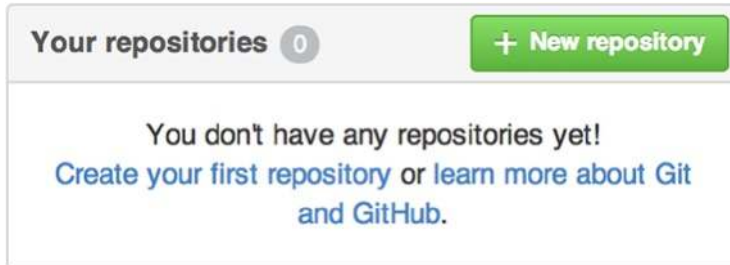 Your repositories 0
+ New repository
You don't have any repositories yet!
Create your first repository or learn more about Git
and GitHub.